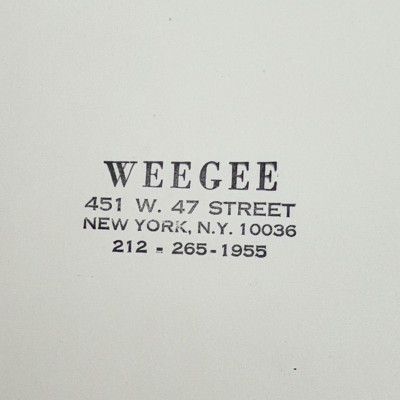 WEEGEE
451 W. 47 STREET
NEW YORK, N.Y. 10036
212 - 265-1955